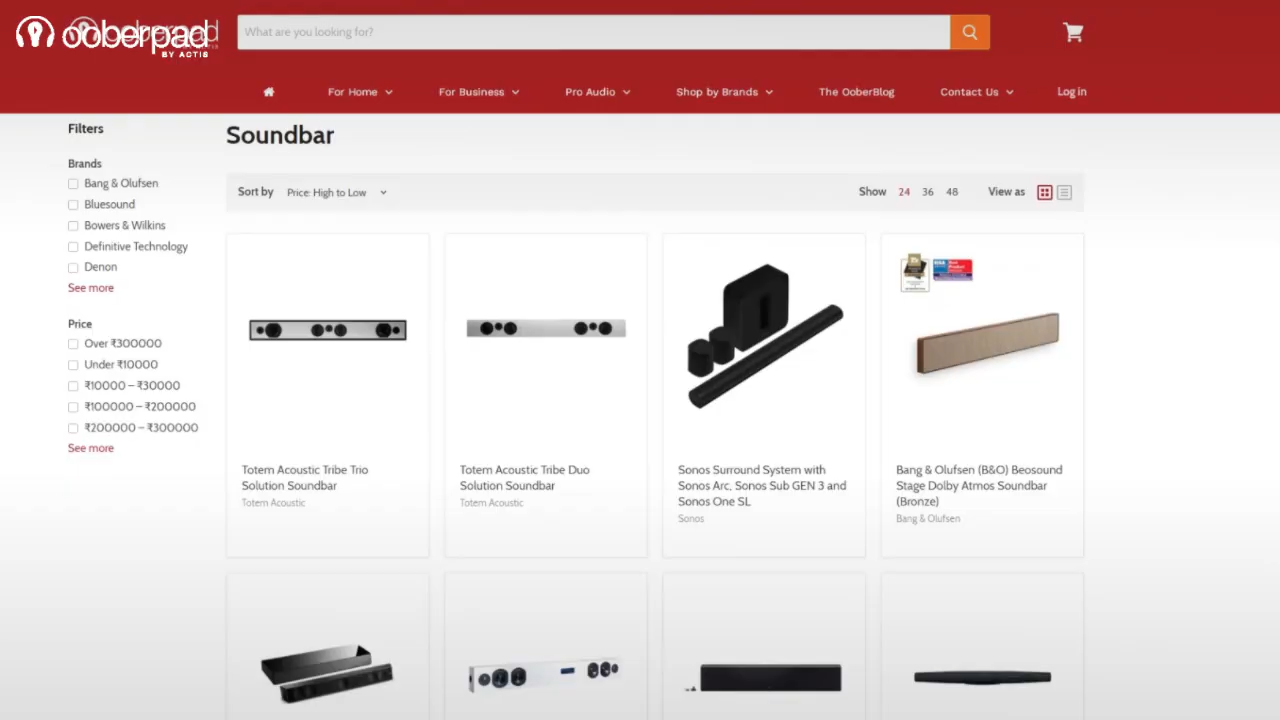 ooberpad
BY ACTIS
What are you looking for?
For Home
For Business
Pro Audio
Shop by Brands
The OoberBlog
Contact Us
Log in
Filters
Brands
Bang & Olufsen
Bluesound
Bowers & Wilkins
Definitive Technology
Denon
See more
Price
Over ₹300000
Under ₹10000
₹10000 – ₹30000
₹100000 – ₹200000
₹200000 – ₹300000
See more
Soundbar
Sort by Price: High to Low
Show 24 36 48 View as
Totem Acoustic Tribe Trio
Solution Soundbar
Totem Acoustic
Totem Acoustic Tribe Duo
Solution Soundbar
Totem Acoustic
Sonos Surround System with
Sonos Arc, Sonos Sub GEN 3 and
Sonos One SL
Sonos
Bang & Olufsen (B&O) Beosound
Stage Dolby Atmos Soundbar
(Bronze)
Bang & Olufsen